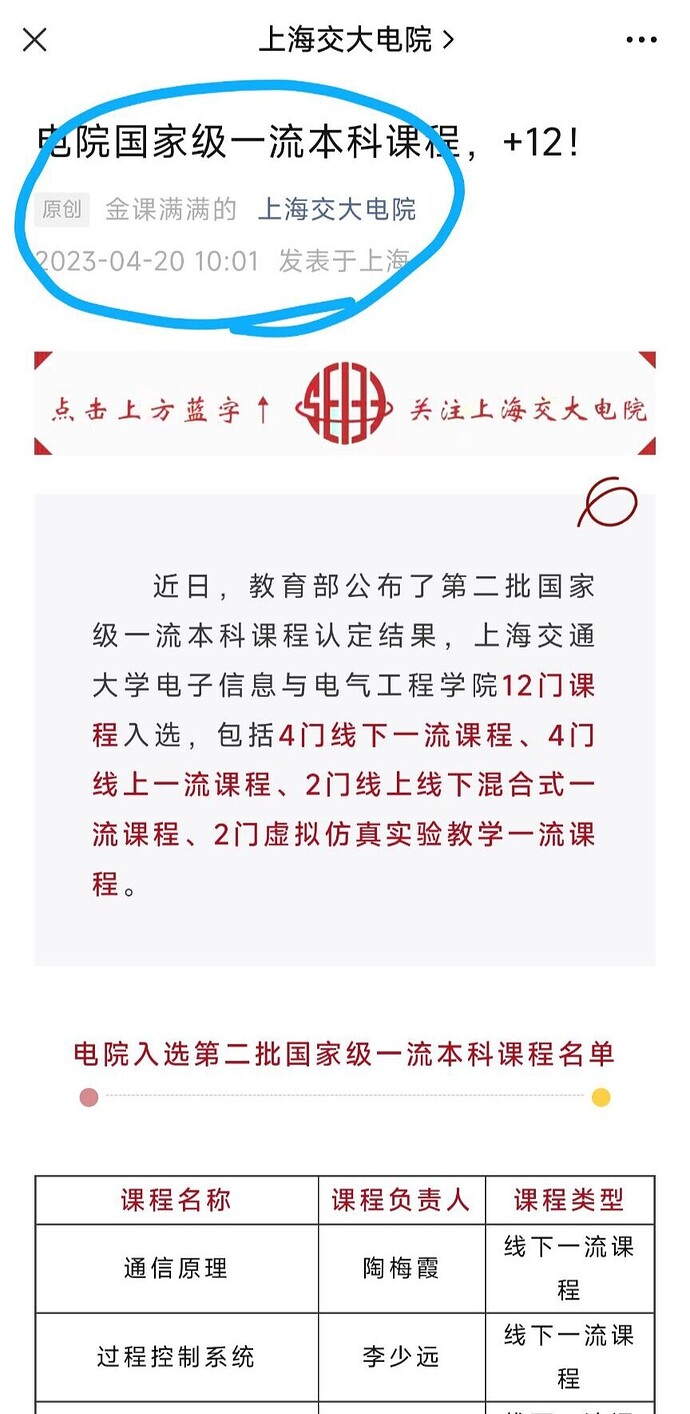 上海交大电院
电院国家级一流本科课程，+12！
原创 金课满满的 上海交大电院
2023-04-20 10:01 发表于上海
点击上方蓝字↑ SEIEE 关注上海交大电院
近日，教育部公布了第二批国家
级一流本科课程认定结果，上海交通
大学电子信息与电气工程学院12门课
程入选，包括4门线下一流课程、4门
线上一流课程、2门线上线下混合式一
流课程、2门虚拟仿真实验教学一流课
程。
电院入选第二批国家级一流本科课程名单
课程名称 课程负责人 课程类型
通信原理 陶梅霞 线下一流课
程
过程控制系统 李少远 线下一流课
程